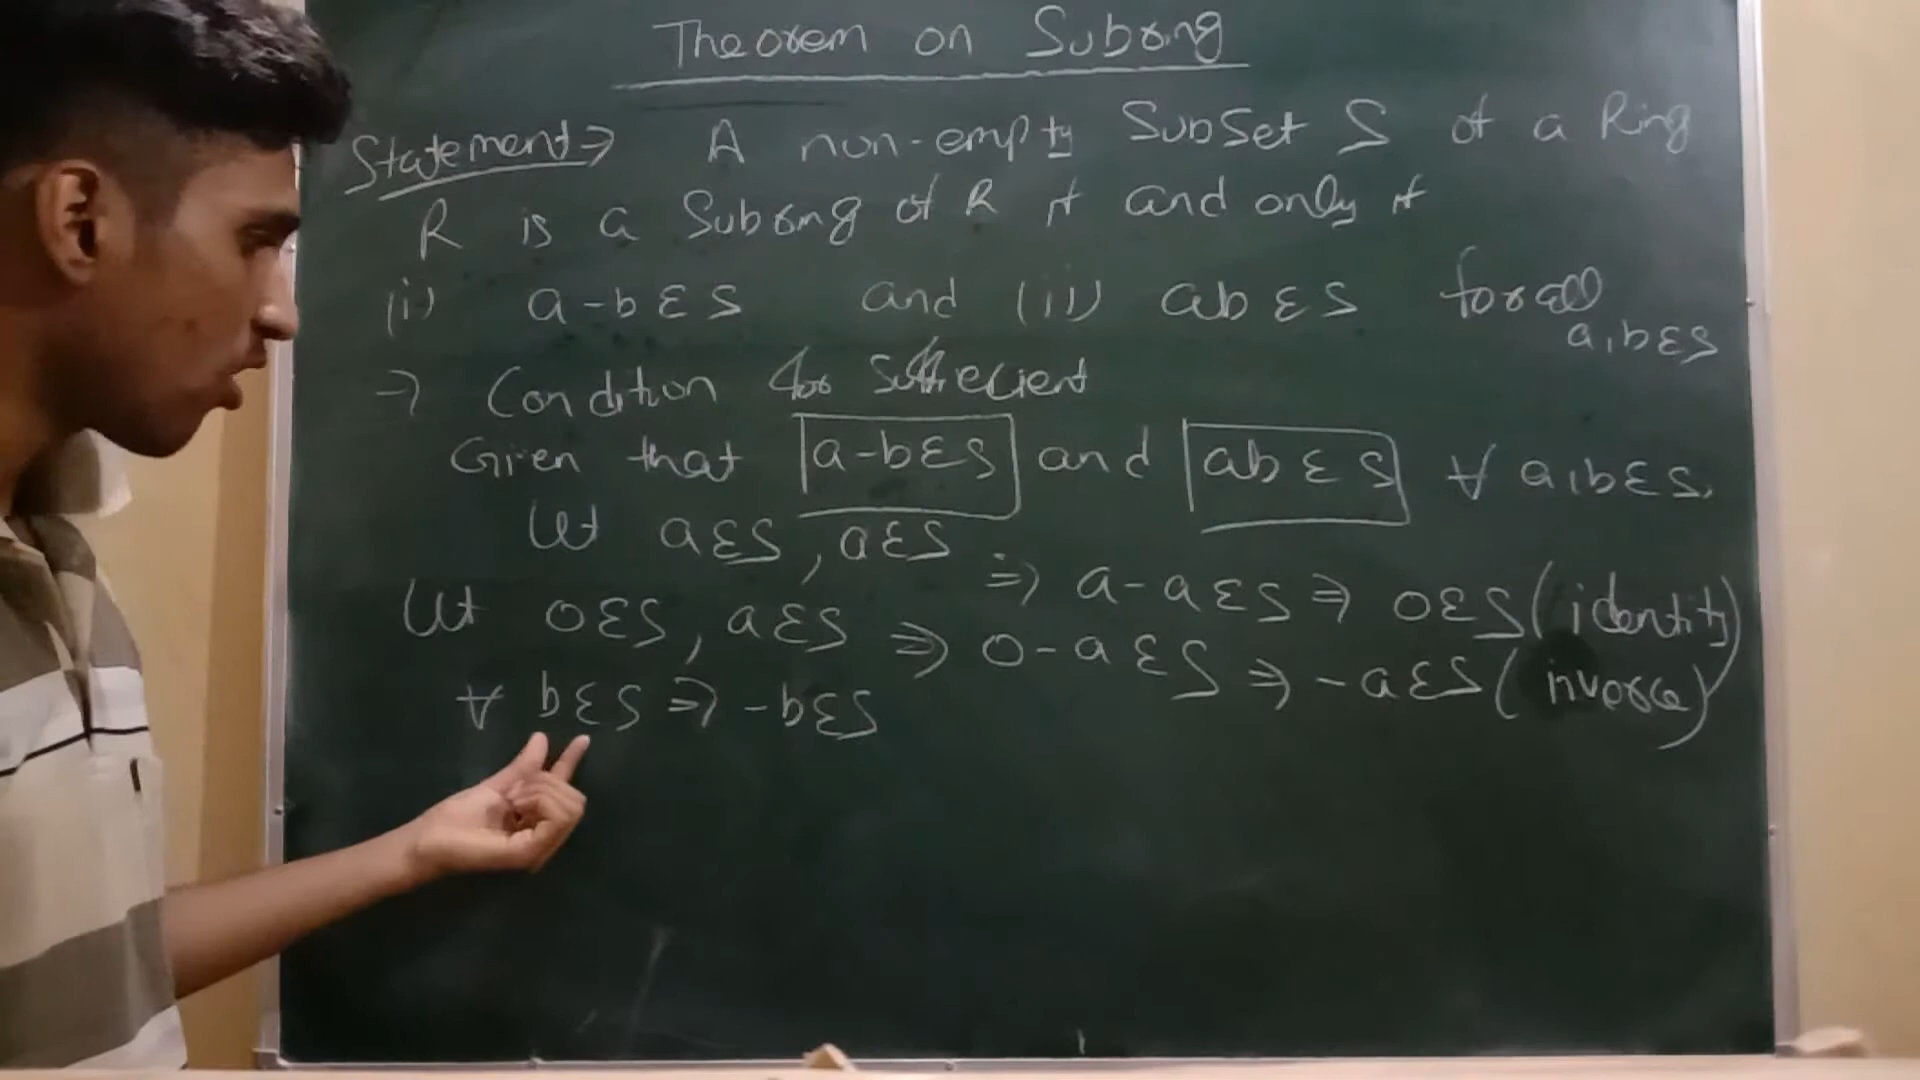 Theorem on Subring
Statement ⇒ A non-empty Subset S of a Ring
R is a Subring of R if and only if
(i) a-b ∈ S and (ii) ab ∈ S for all
a,b ∈ S
→ Condition for Sufficient
Given that a-b ∈ S and ab ∈ S ∀ a,b ∈ S.
Let a ∈ S, a ∈ S ⇒ a-a ∈ S ⇒ 0 ∈ S (identity)
Let 0 ∈ S, a ∈ S ⇒ 0-a ∈ S ⇒ -a ∈ S (inverse)
∀ b ∈ S ⇒ -b ∈ S